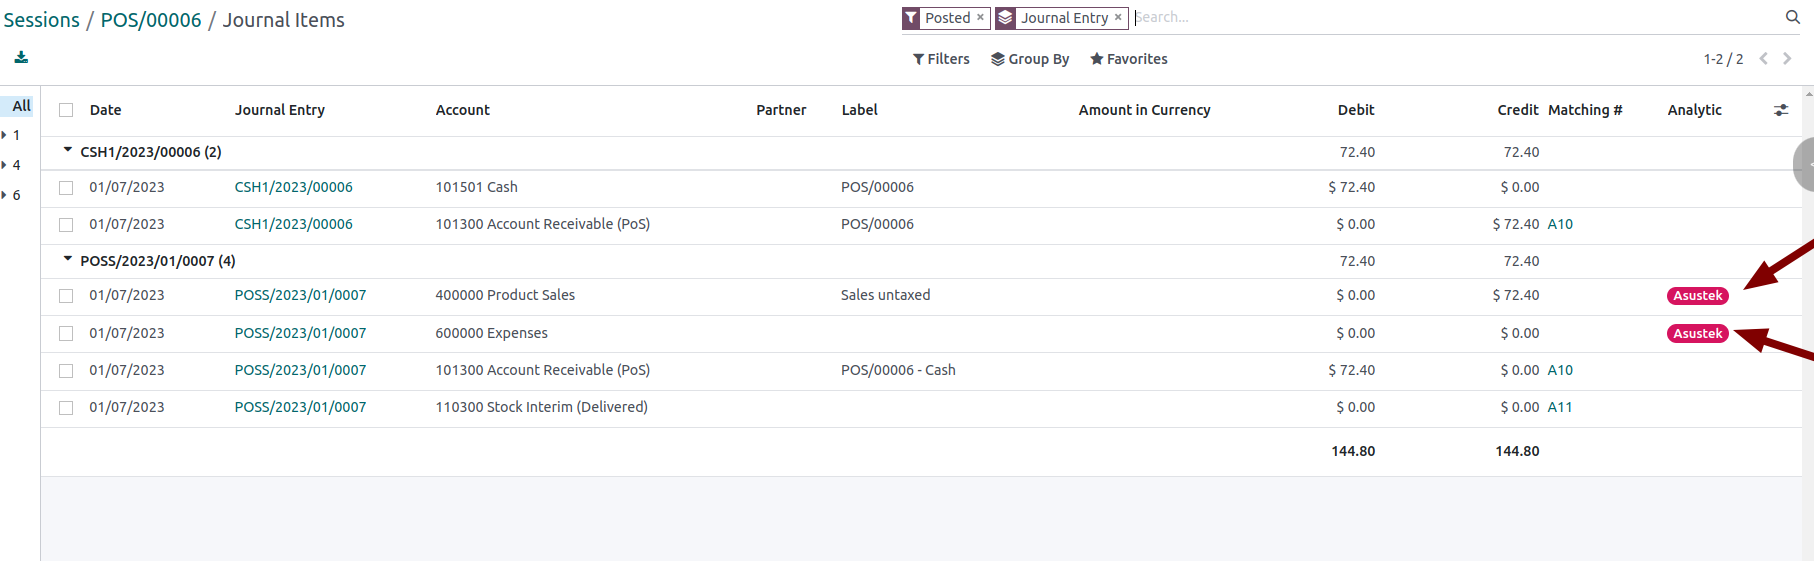 Sessions / POS/00006 / Journal Items
Posted × Journal Entry × Search...
Filters Group By Favorites 1-2 / 2
All
1
4
6
Date Journal Entry Account Partner Label Amount in Currency Debit Credit Matching # Analytic
CSH1/2023/00006 (2) 72.40 72.40
01/07/2023 CSH1/2023/00006 101501 Cash POS/00006 $ 72.40 $ 0.00
01/07/2023 CSH1/2023/00006 101300 Account Receivable (PoS) POS/00006 $ 0.00 $ 72.40 A10
POSS/2023/01/0007 (4) 72.40 72.40
01/07/2023 POSS/2023/01/0007 400000 Product Sales Sales untaxed $ 0.00 $ 72.40 Asustek
01/07/2023 POSS/2023/01/0007 600000 Expenses $ 0.00 $ 0.00 Asustek
01/07/2023 POSS/2023/01/0007 101300 Account Receivable (PoS) POS/00006 - Cash $ 72.40 $ 0.00 A10
01/07/2023 POSS/2023/01/0007 110300 Stock Interim (Delivered) $ 0.00 $ 0.00 A11
144.80 144.80